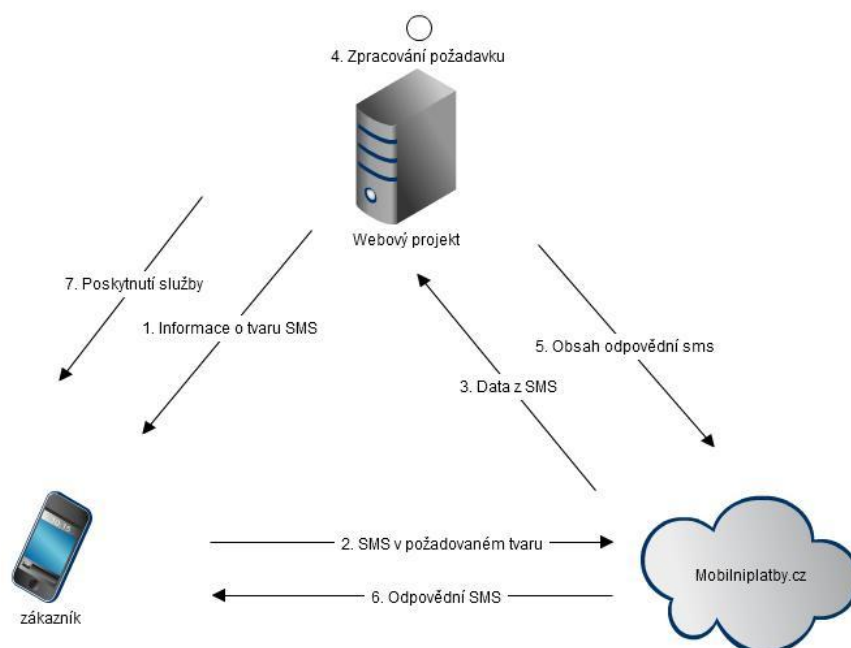 4. Zpracování požadavku
Webový projekt
7. Poskytnutí služby
1. Informace o tvaru SMS
5. Obsah odpovědní sms
3. Data z SMS
2. SMS v požadovaném tvaru
Mobilniplatby.cz
6. Odpovědní SMS
zákazník